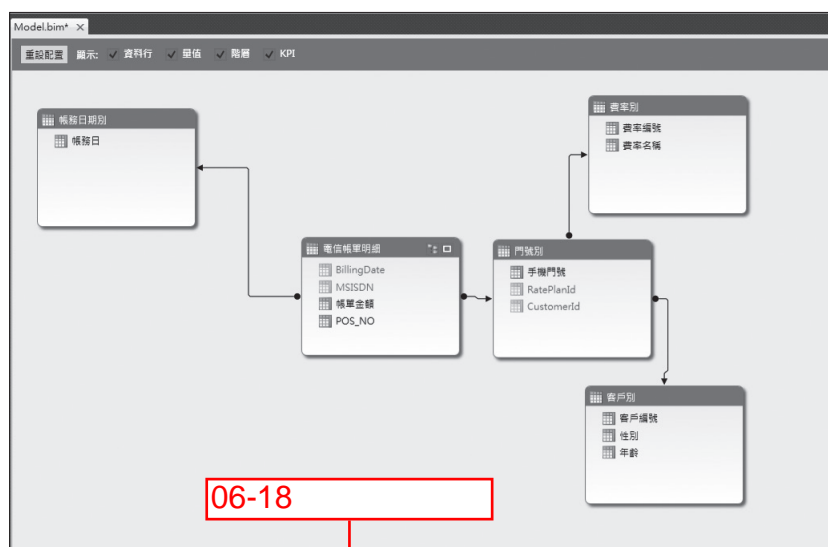 Model.bim* ×
重設配置 顯示: 資料行 量值 階層 KPI
帳務日期別
帳務日
費率別
費率編號
費率名稱
電信帳單明細
BillingDate
MSISDN
帳單金額
POS_NO
門號別
手機門號
RatePlanId
CustomerId
客戶別
客戶編號
性別
年齡
06-18